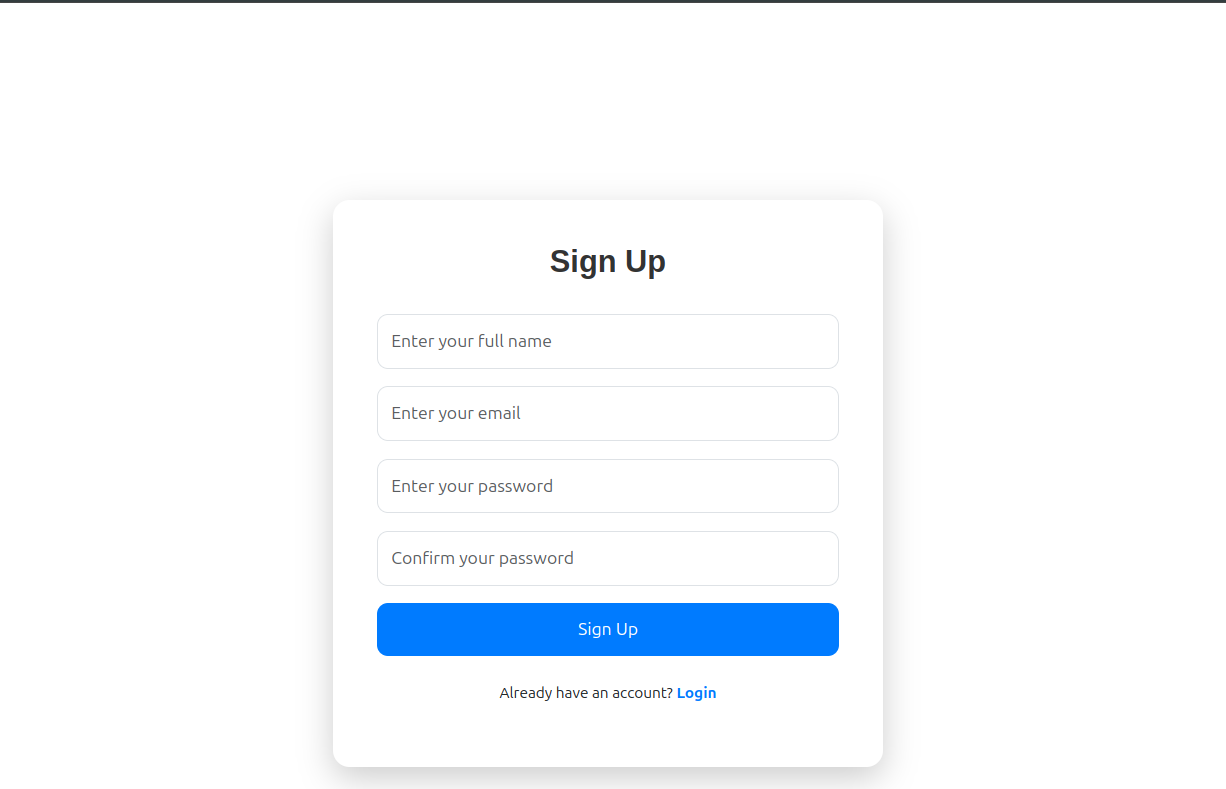 Sign Up
Enter your full name
Enter your email
Enter your password
Confirm your password
Sign Up
Already have an account? Login